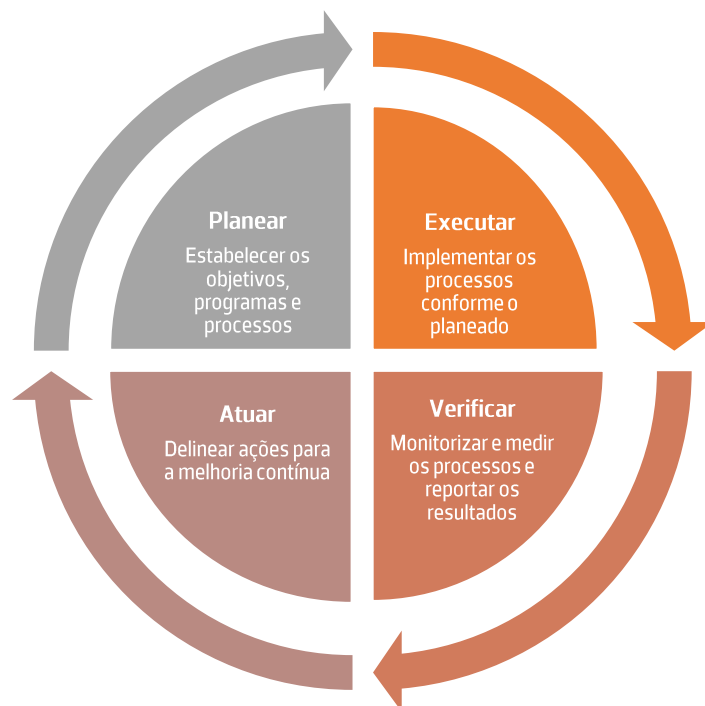 Planear
Estabelecer os
objetivos,
programas e
processos
Executar
Implementar os
processos
conforme o
planeado
Verificar
Monitorizar e medir
os processos e
reportar os
resultados
Atuar
Delinear ações para
a melhoria contínua